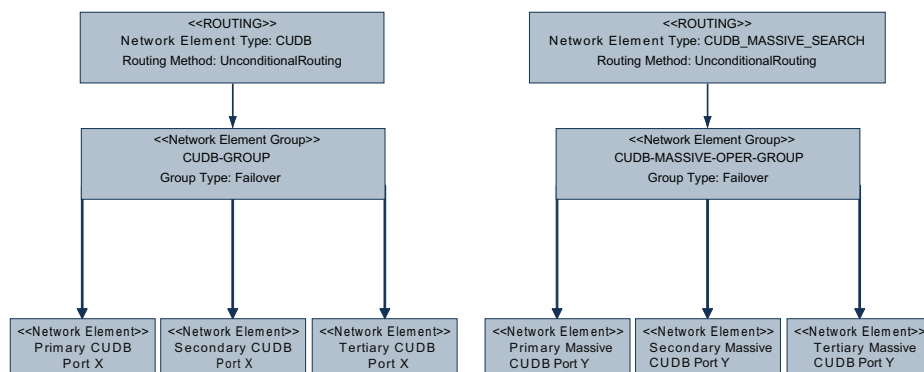 <<ROUTING>>
Network Element Type: CUDB
Routing Method: UnconditionalRouting
<<Network Element Group>>
CUDB-GROUP
Group Type: Failover
<<Network Element>>
Primary CUDB
Port X
<<Network Element>>
Secondary CUDB
Port X
<<Network Element>>
Tertiary CUDB
Port X
<<ROUTING>>
Network Element Type: CUDB_MASSIVE_SEARCH
Routing Method: UnconditionalRouting
<<Network Element Group>>
CUDB-MASSIVE-OPER-GROUP
Group Type: Failover
<<Network Element>>
Primary Massive
CUDB Port Y
<<Network Element>>
Secondary Massive
CUDB Port Y
<<Network Element>>
Tertiary Massive
CUDB Port Y